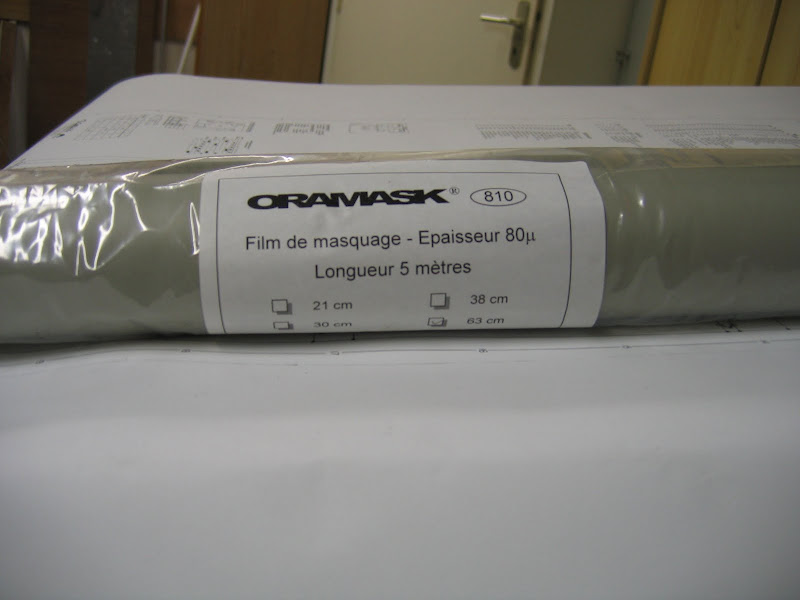 ORAMASK® 810
Film de masquage - Epaisseur 80µ
Longueur 5 mètres
21 cm 38 cm
30 cm 63 cm